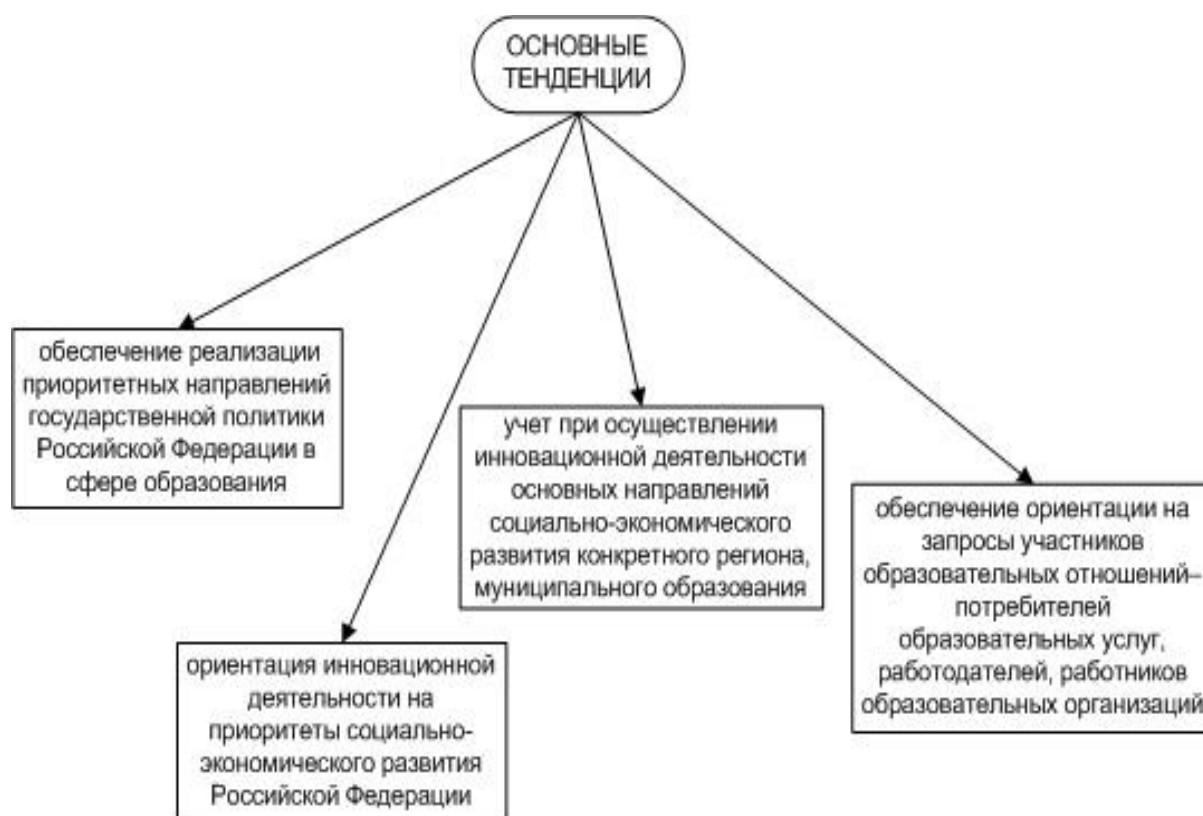 ОСНОВНЫЕ
ТЕНДЕНЦИИ
обеспечение реализации
приоритетных направлений
государственной политики
Российской Федерации в
сфере образования
ориентация инновационной
деятельности на
приоритеты социально-
экономического развития
Российской Федерации
учет при осуществлении
инновационной деятельности
основных направлений
социально-экономического
развития конкретного региона,
муниципального образования
обеспечение ориентации на
запросы участников
образовательных отношений–
потребителей
образовательных услуг,
работодателей, работников
образовательных организаций